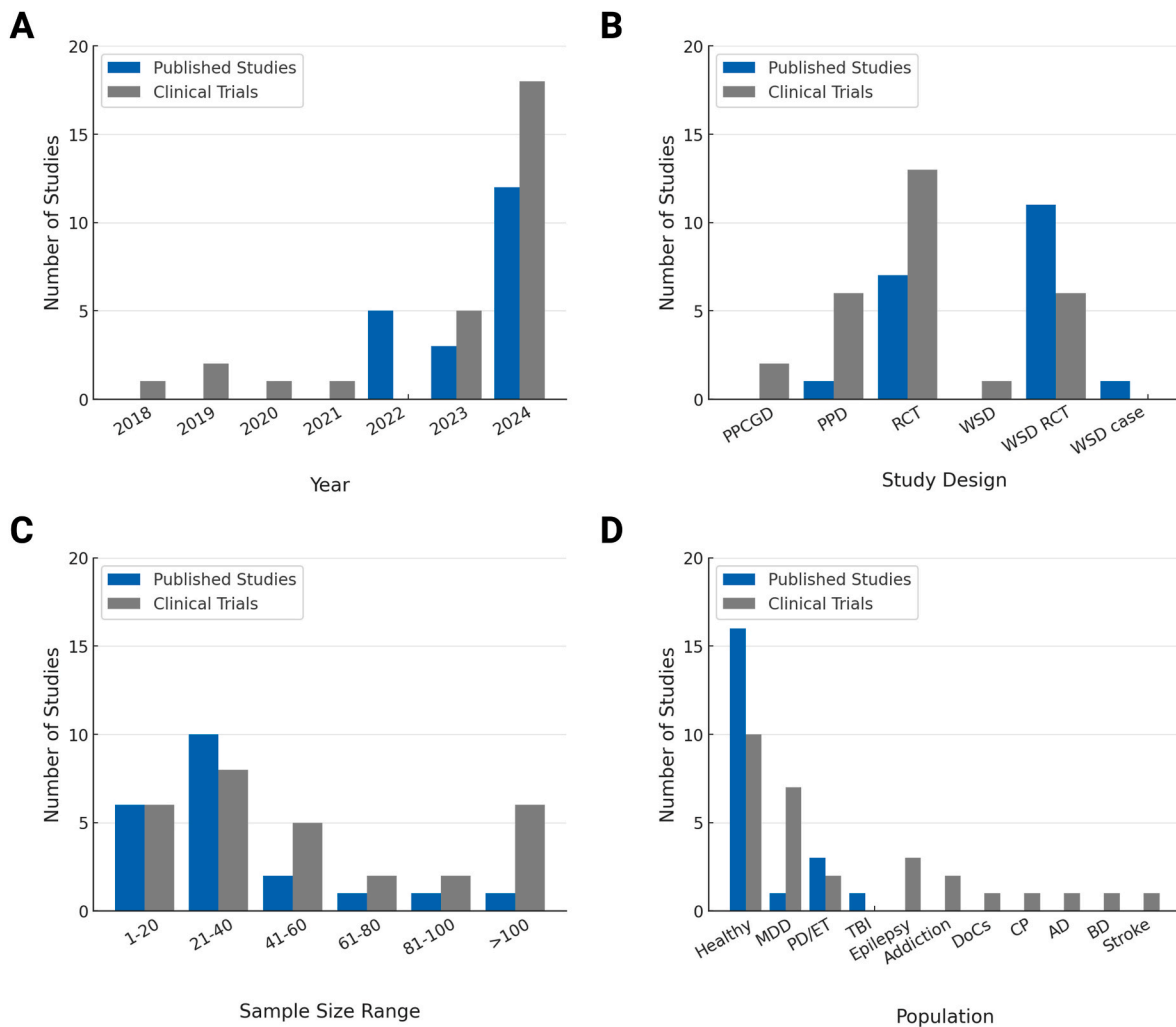 A
Number of Studies
20
15
10
5
0
Published Studies
Clinical Trials
2018
2019
2020
2021
2022
2023
2024
Year
B
Number of Studies
20
15
10
5
0
Published Studies
Clinical Trials
PPCGD
PPD
RCT
WSD
WSD RCT
WSD case
Study Design
C
Number of Studies
20
15
10
5
0
Published Studies
Clinical Trials
1-20
21-40
41-60
61-80
81-100
>100
Sample Size Range
D
Number of Studies
20
15
10
5
0
Published Studies
Clinical Trials
Healthy
MDD
PD/ET
TBI
Epilepsy
Addiction
DoCs
CP
AD
BD
Stroke
Population